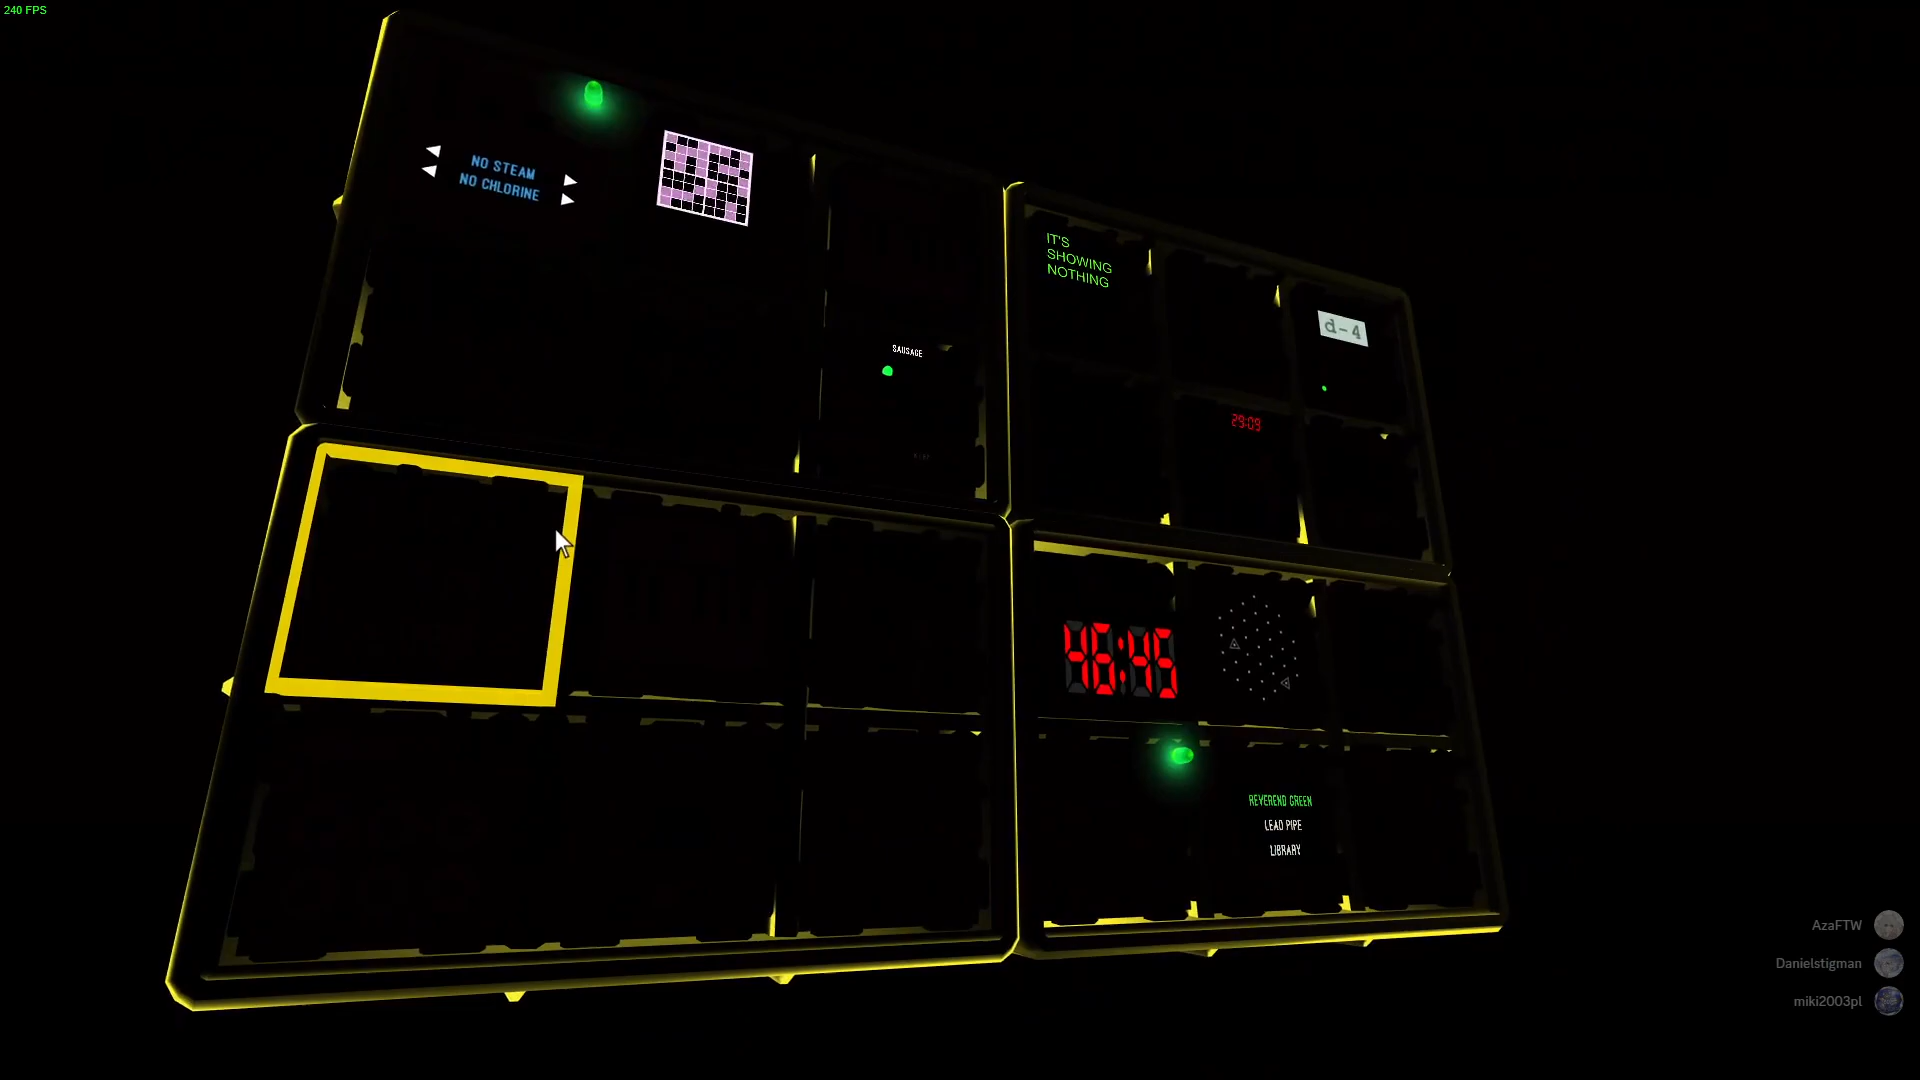 240 FPS
NO STEAM
NO CHLORINE
SAUSAGE
IT'S
SHOWING
NOTHING
d-4
29:09
46:45
REVEREND GREEN
LEAD PIPE
LIBRARY
AzaFTW
Danielstigman
miki2003pl